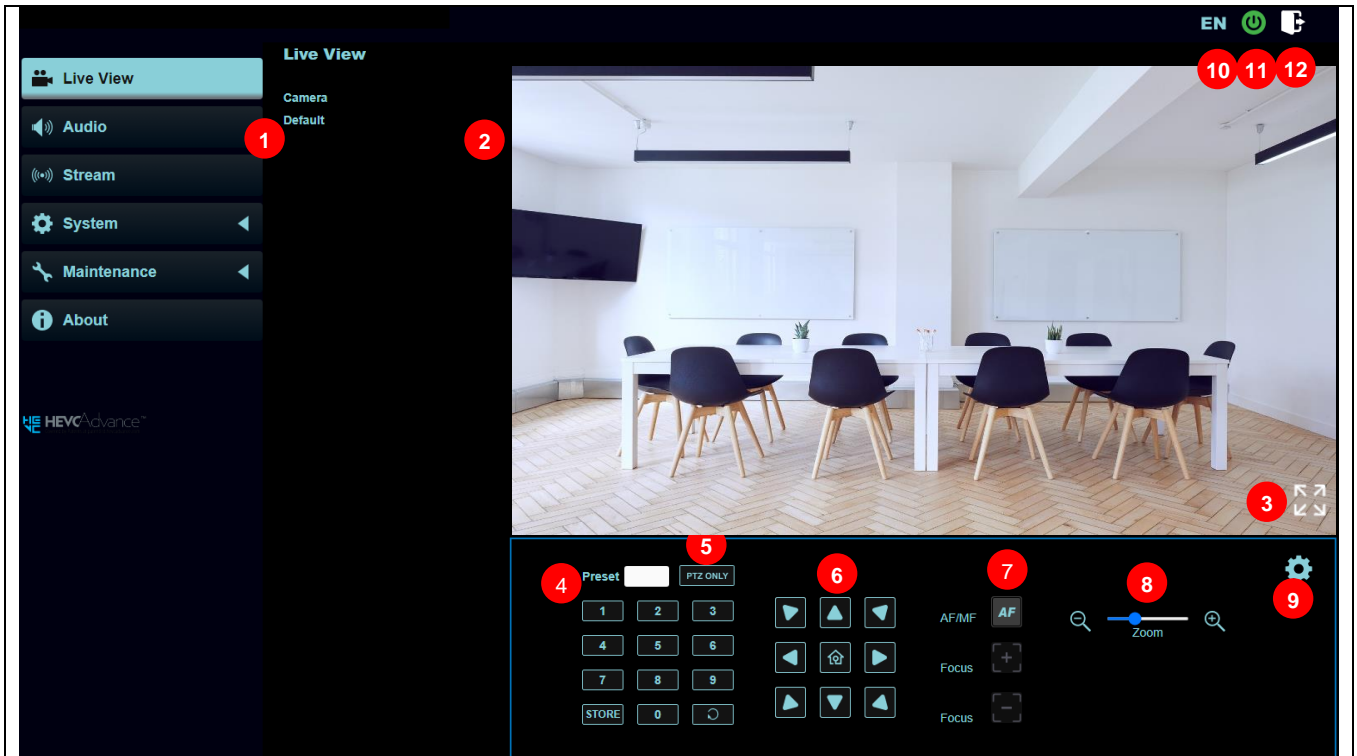 EN
10 11 12
Live View
Live View
Camera
Default
Audio
1
2
Stream
System
Maintenance
About
HEVCAdvance™
3
4
Preset
5
PTZ ONLY
1 2 3
4 5 6
7 8 9
STORE 0
6
7
AF/MF AF
Focus
Focus
8
Zoom
9